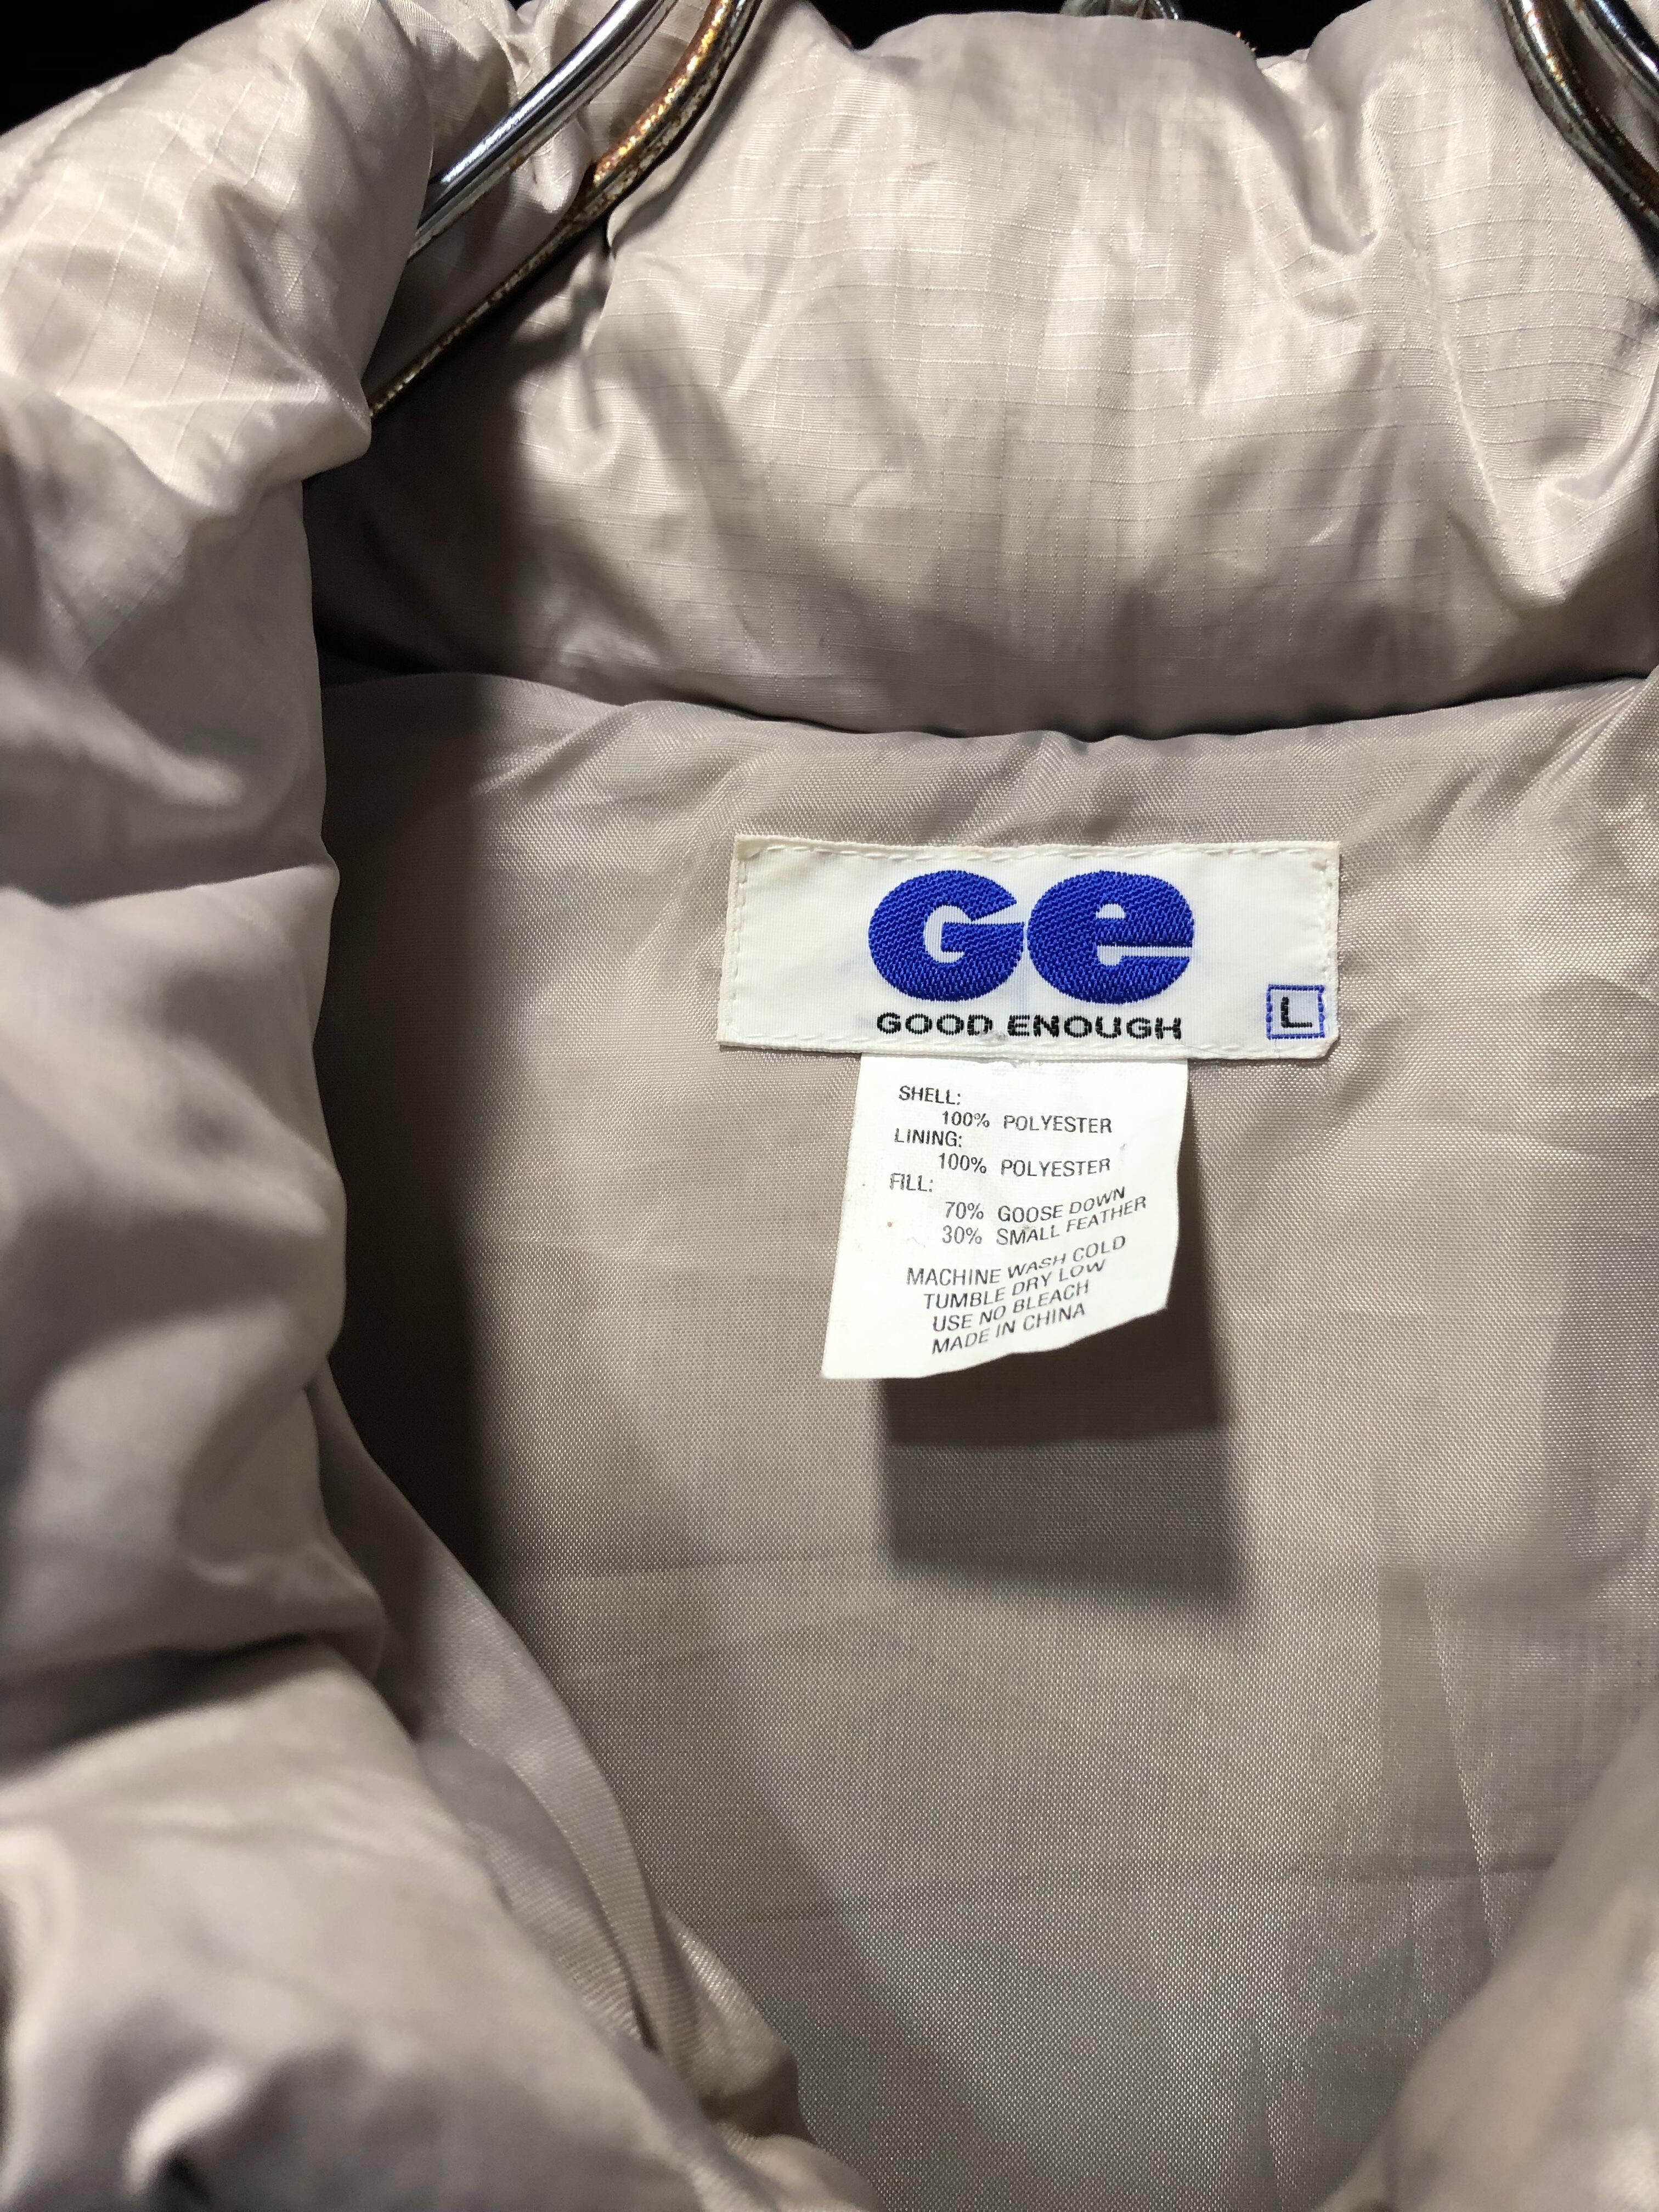 Ge
GOOD ENOUGH
L
SHELL:
100% POLYESTER
LINING:
100% POLYESTER
FILL:
70% GOOSE DOWN
30% SMALL FEATHER
MACHINE WASH COLD
TUMBLE DRY LOW
USE NO BLEACH
MADE IN CHINA